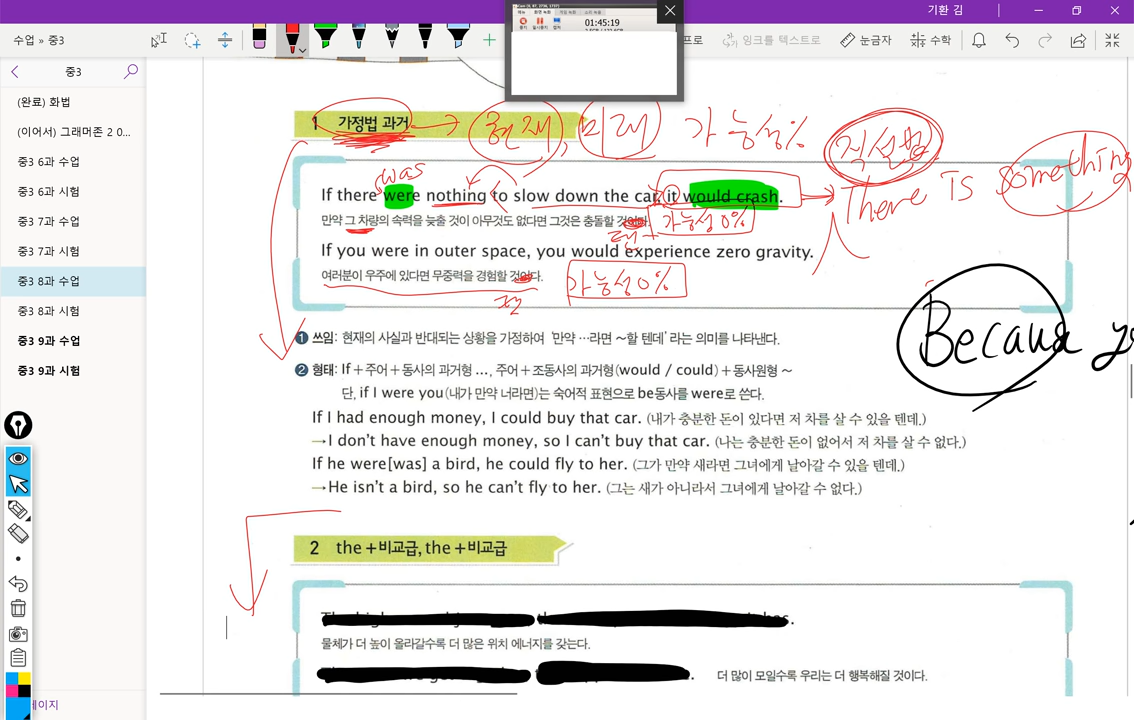 기환 김
01:45:19
수업 » 중3
프로
잉크를 텍스트로
눈금자
수학
중3
(완료) 화법
(이어서) 그래머존 2 0...
중3 6과 수업
중3 6과 시험
중3 7과 수업
중3 7과 시험
중3 8과 수업
중3 8과 시험
중3 9과 수업
중3 9과 시험
1 가정법 과거
현재, 미래 가능성%
직설법
There is something
was
If there were nothing to slow down the car, it would crash.
만약 그 차량의 속력을 늦출 것이 아무것도 없다면 그것은 충돌할
가능성 0%
If you were in outer space, you would experience zero gravity.
여러분이 우주에 있다면 무중력을 경험할
가능성 0%
텐
❶ 쓰임: 현재의 사실과 반대되는 상황을 가정하여 '만약 …라면 ~할 텐데' 라는 의미를 나타낸다.
❷ 형태: If + 주어 + 동사의 과거형 ..., 주어 + 조동사의 과거형(would / could) + 동사원형 ~
단, if I were you(내가 만약 너라면)는 숙어적 표현으로 be동사를 were로 쓴다.
If I had enough money, I could buy that car. (내가 충분한 돈이 있다면 저 차를 살 수 있을 텐데.)
→ I don't have enough money, so I can't buy that car. (나는 충분한 돈이 없어서 저 차를 살 수 없다.)
If he were[was] a bird, he could fly to her. (그가 만약 새라면 그녀에게 날아갈 수 있을 텐데.)
→ He isn't a bird, so he can't fly to her. (그는 새가 아니라서 그녀에게 날아갈 수 없다.)
2 the + 비교급, the + 비교급
물체가 더 높이 올라갈수록 더 많은 위치 에너지를 갖는다.
더 많이 모일수록 우리는 더 행복해질 것이다.